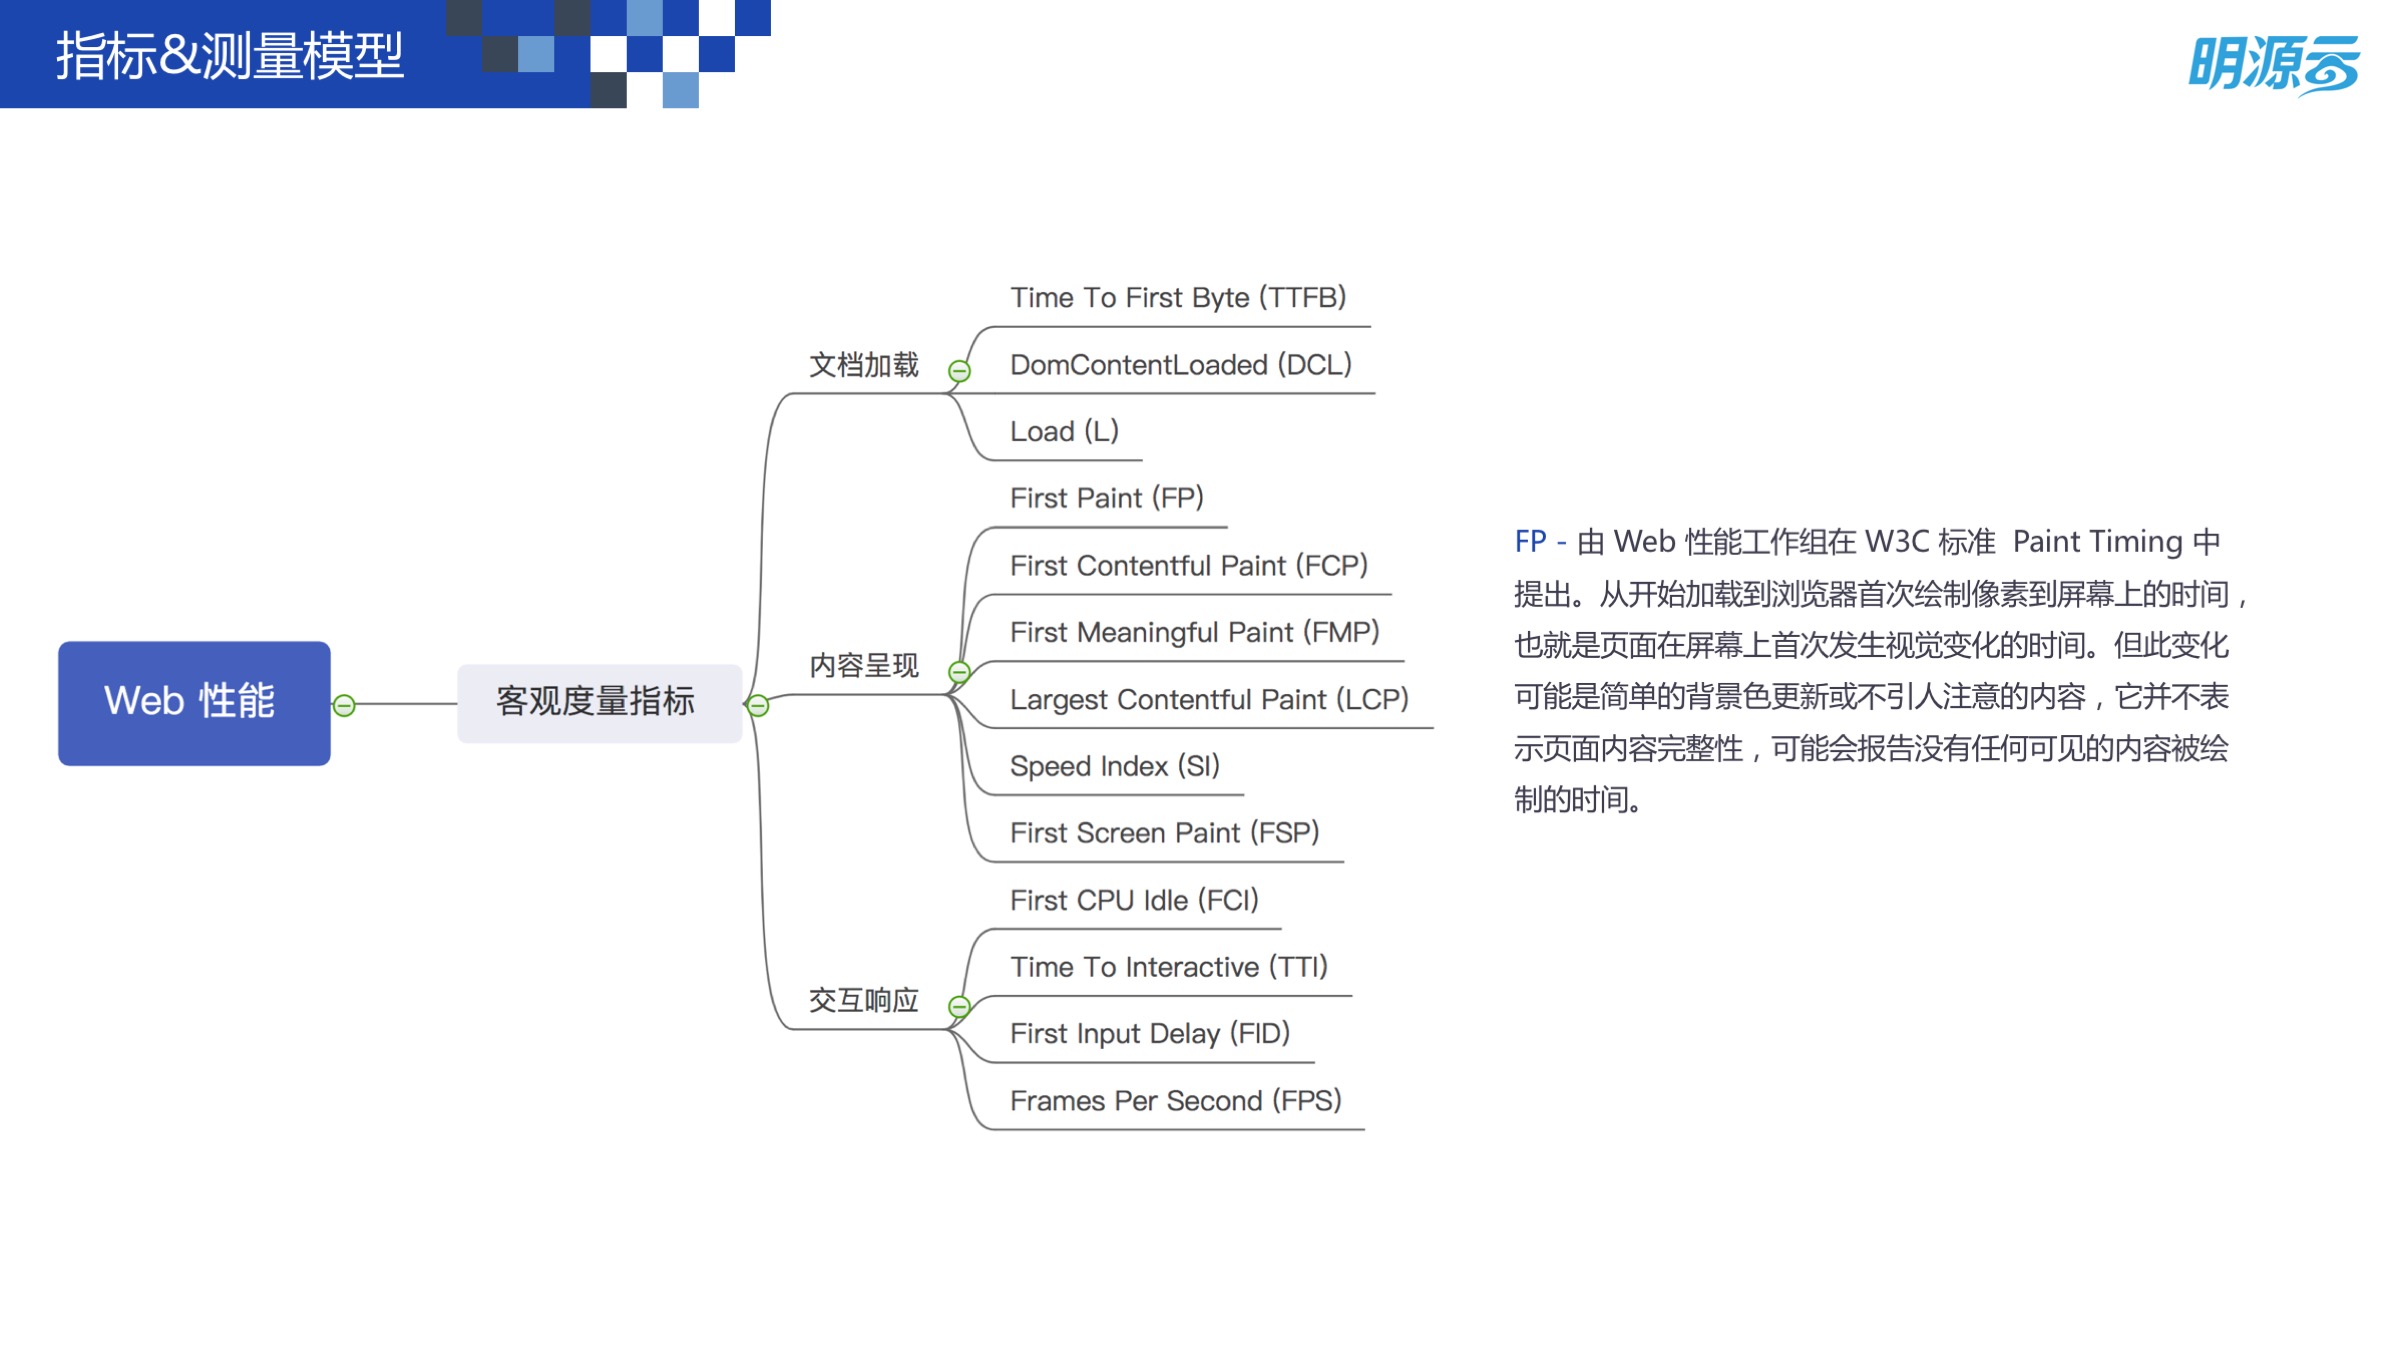 指标&测量模型
明源云
Time To First Byte (TTFB)
文档加载
DomContentLoaded (DCL)
Load (L)
First Paint (FP)
First Contentful Paint (FCP)
First Meaningful Paint (FMP)
内容呈现
Largest Contentful Paint (LCP)
Speed Index (SI)
First Screen Paint (FSP)
Web 性能
客观度量指标
First CPU Idle (FCI)
Time To Interactive (TTI)
交互响应
First Input Delay (FID)
Frames Per Second (FPS)
FP - 由 Web 性能工作组在 W3C 标准 Paint Timing 中
提出。从开始加载到浏览器首次绘制像素到屏幕上的时间，
也就是页面在屏幕上首次发生视觉变化的时间。但此变化
可能是简单的背景色更新或不引人注意的内容，它并不表
示页面内容完整性，可能会报告没有任何可见的内容被绘
制的时间。